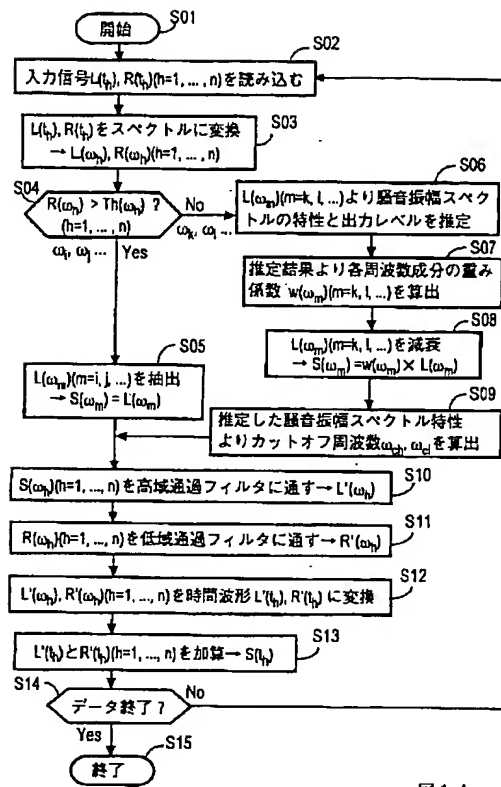 開始
S01
S02
入力信号L(tₕ), R(tₕ)(h=1, ..., n)を読み込む
L(tₕ), R(tₕ)をスペクトルに変換
→ L(ωₕ), R(ωₕ)(h=1, ..., n)
S03
S04
R(ωₕ) > Th(ωₕ) ?
(h=1, ..., n)
No
ωₖ, ωₗ ...
ωᵢ, ωⱼ ...
Yes
S06
L(ωₘ)(m=k, l, ...)より騒音振幅スペク
トルの特性と出力レベルを推定
S07
推定結果より各周波数成分の重み
係数 w(ωₘ)(m=k, l, ...)を算出
S08
L(ωₘ)(m=k, l, ...)を減衰
→ S(ωₘ) =w(ωₘ) × L(ωₘ)
S05
L(ωₘ)(m=i, j, ...)を抽出
→ S(ωₘ) = L(ωₘ)
S09
推定した騒音振幅スペクトル特性
よりカットオフ周波数ω_ch, ω_clを算出
S10
S(ωₕ)(h=1, ..., n)を高域通過フィルタに通す→ L'(ωₕ)
S11
R(ωₕ)(h=1, ..., n)を低域通過フィルタに通す→ R'(ωₕ)
S12
L'(ωₕ), R'(ωₕ)(h=1, ..., n)を時間波形 L'(tₕ), R'(tₕ) に変換
S13
L'(tₕ)とR'(tₕ)(h=1, ..., n)を加算→ S(tₕ)
S14
データ終了 ?
No
Yes
S15
終了